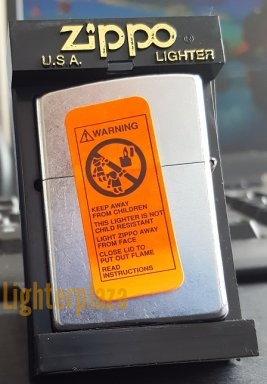 Zippo
U.S.A. LIGHTER
WARNING
KEEP AWAY
FROM CHILDREN
THIS LIGHTER IS NOT
CHILD RESISTANT
LIGHT ZIPPO AWAY
FROM FACE
CLOSE LID TO
PUT OUT FLAME
READ
INSTRUCTIONS
Lighterplaza